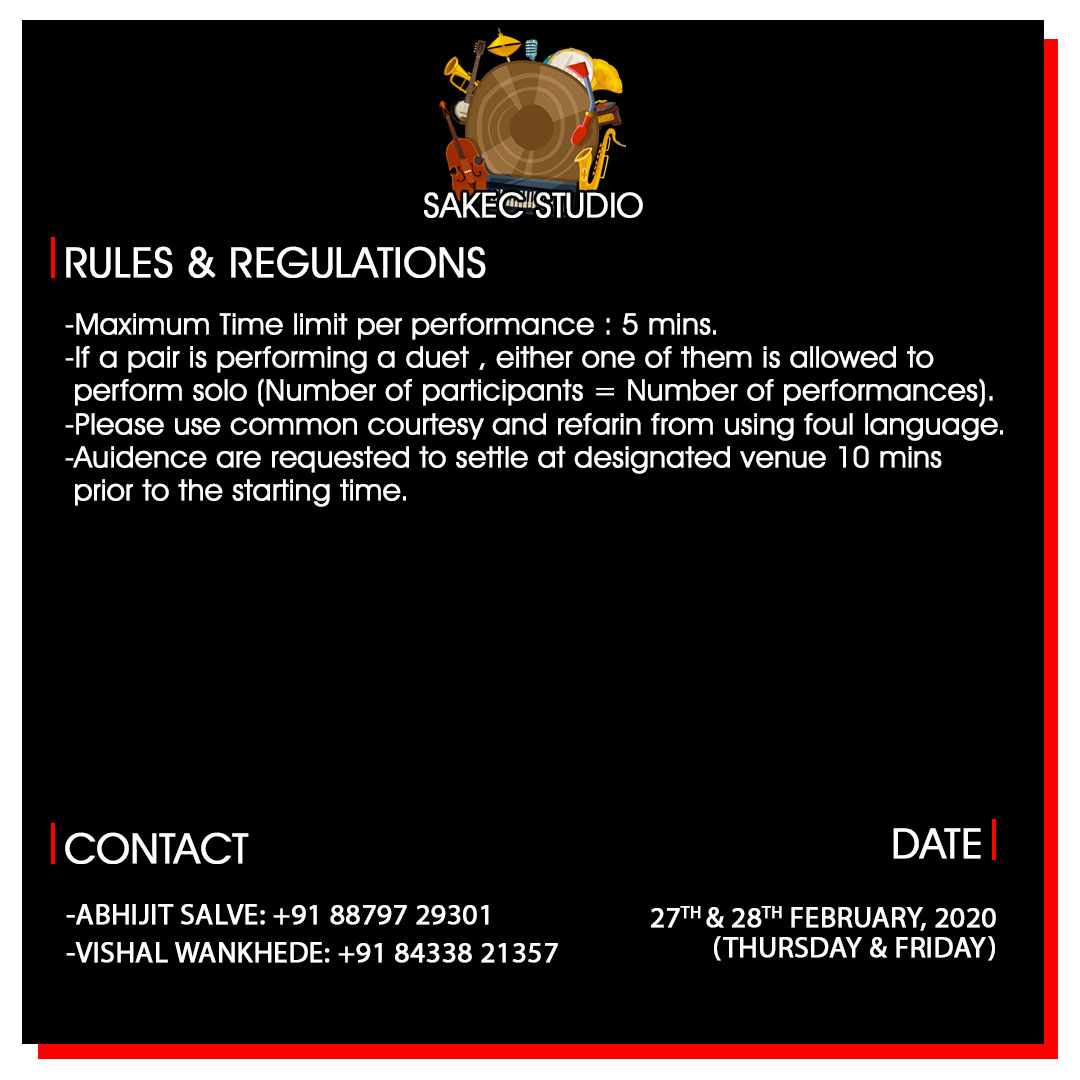 SAKEC STUDIO
RULES & REGULATIONS
-Maximum Time limit per performance : 5 mins.
-If a pair is performing a duet , either one of them is allowed to
perform solo (Number of participants = Number of performances).
-Please use common courtesy and refarin from using foul language.
-Auidence are requested to settle at designated venue 10 mins
prior to the starting time.
CONTACT
-ABHIJIT SALVE: +91 88797 29301
-VISHAL WANKHEDE: +91 84338 21357
DATE
27TH & 28TH FEBRUARY, 2020
(THURSDAY & FRIDAY)